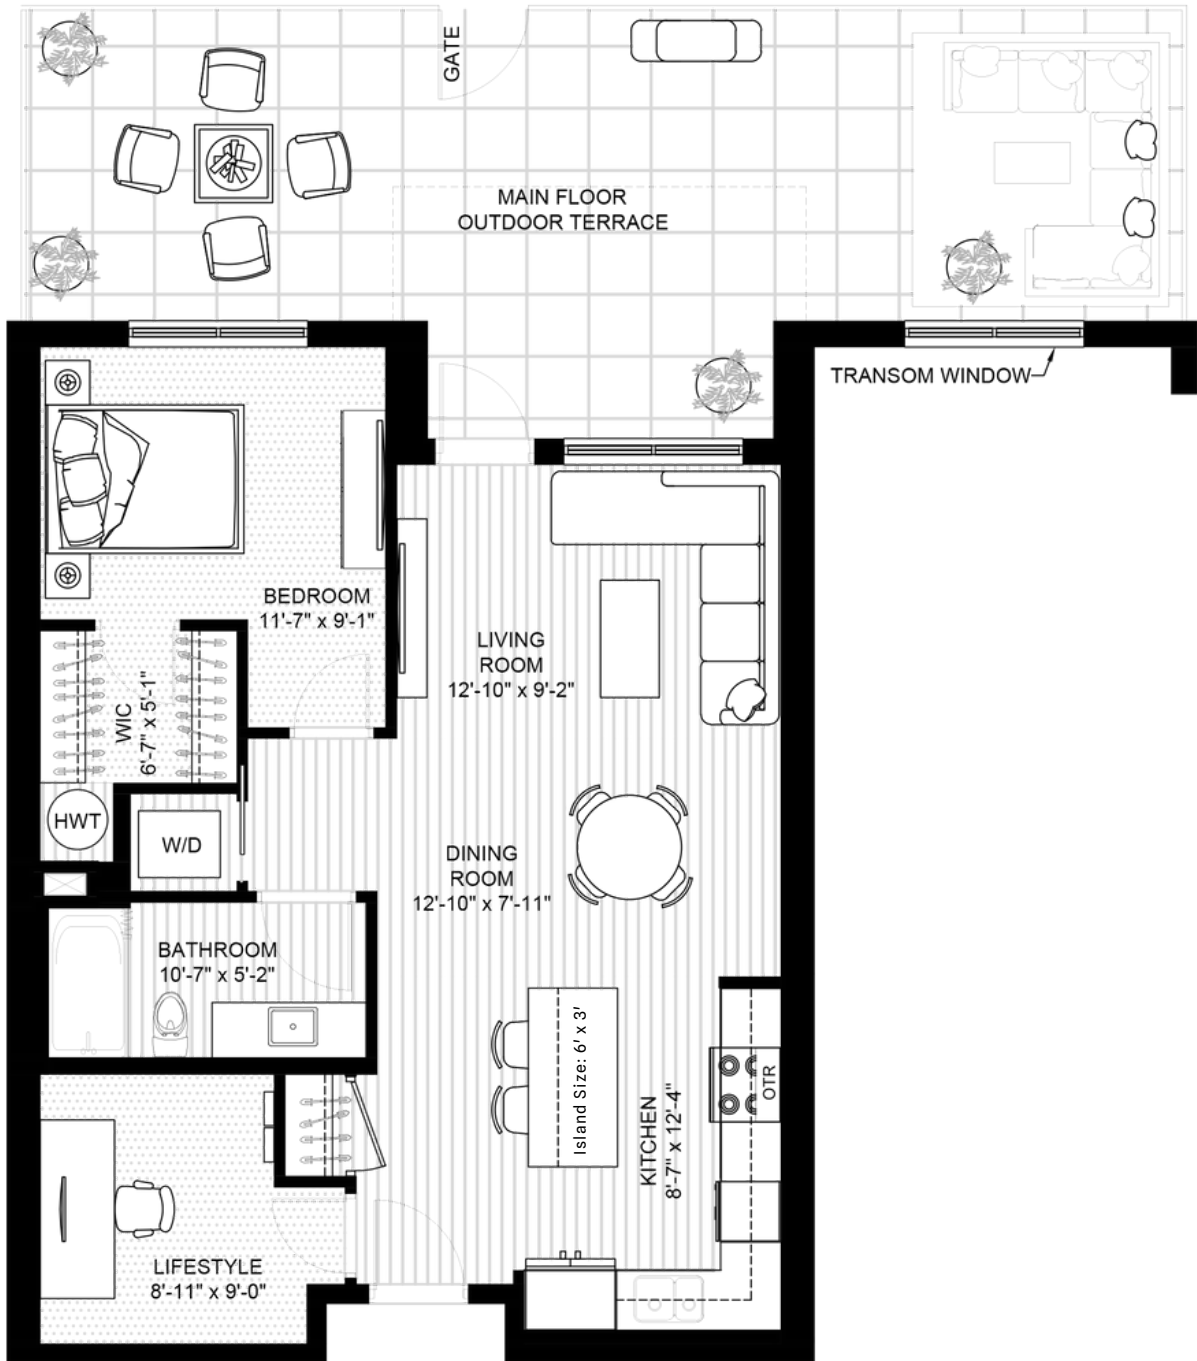 GATE
MAIN FLOOR
OUTDOOR TERRACE
TRANSOM WINDOW
BEDROOM
11'-7" x 9'-1"
LIVING
ROOM
12'-10" x 9'-2"
WIC
6'-7" x 5'-1"
HWT
W/D
DINING
ROOM
12'-10" x 7'-11"
BATHROOM
10'-7" x 5'-2"
Island Size: 6' x 3'
OTR
KITCHEN
8'-7" x 12'-4"
LIFESTYLE
8'-11" x 9'-0"